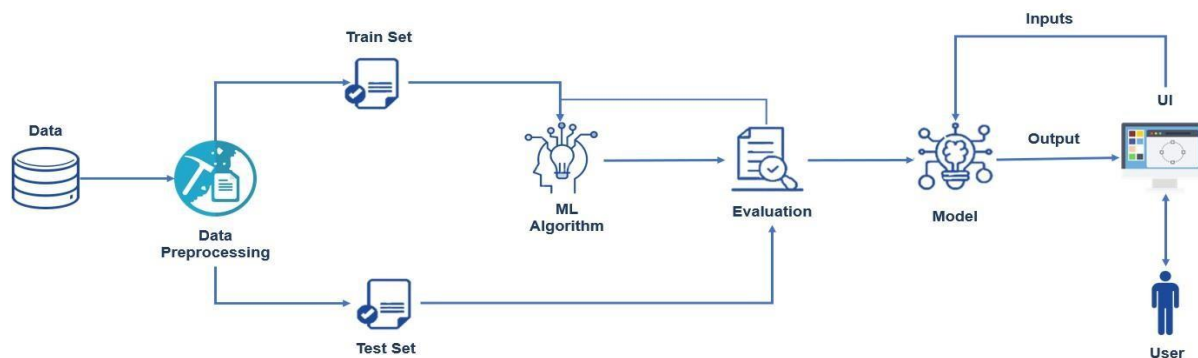 Inputs
Train Set
UI
Data
Output
ML
Algorithm
Evaluation
Model
Data
Preprocessing
Test Set
User